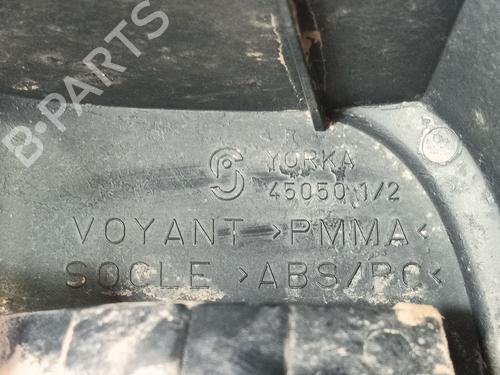 B-PARTS
YORKA
45050 1/2
VOYANT >PMMA<
SOCLE >ABS/PC<